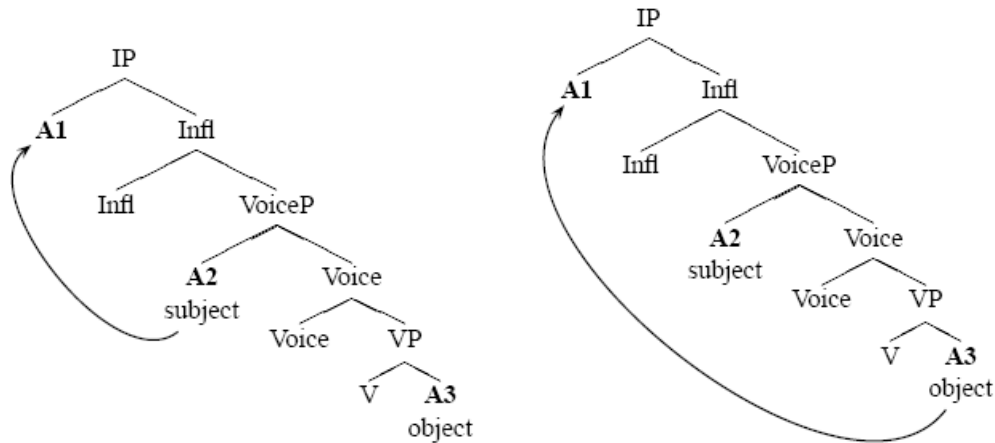 IP
A1 Infl
Infl VoiceP
A2 Voice
subject
Voice VP
V A3
object
IP
A1 Infl
Infl VoiceP
A2 Voice
subject
Voice VP
V A3
object